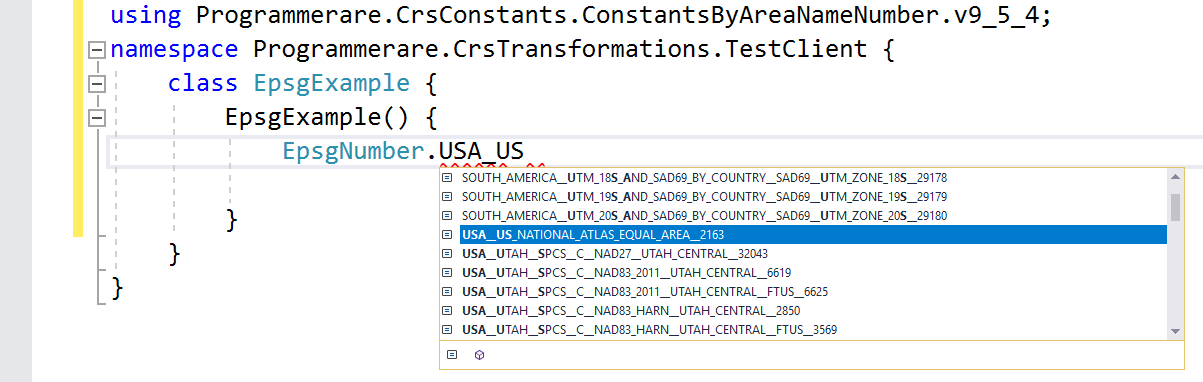 using Programmerare.CrsConstants.ConstantsByAreaNameNumber.v9_5_4;
namespace Programmerare.CrsTransformations.TestClient {
class EpsgExample {
EpsgExample() {
EpsgNumber.USA_US
SOUTH_AMERICA__UTM_18S_AND_SAD69_BY_COUNTRY__SAD69__UTM_ZONE_18S__29178
SOUTH_AMERICA__UTM_19S_AND_SAD69_BY_COUNTRY__SAD69__UTM_ZONE_19S__29179
SOUTH_AMERICA__UTM_20S_AND_SAD69_BY_COUNTRY__SAD69__UTM_ZONE_20S__29180
USA__US_NATIONAL_ATLAS_EQUAL_AREA__2163
USA__UTAH__SPCS__C__NAD27__UTAH_CENTRAL__32043
USA__UTAH__SPCS__C__NAD83_2011__UTAH_CENTRAL__6619
USA__UTAH__SPCS__C__NAD83_2011__UTAH_CENTRAL__FTUS__6625
USA__UTAH__SPCS__C__NAD83_HARN__UTAH_CENTRAL__2850
USA__UTAH__SPCS__C__NAD83_HARN__UTAH_CENTRAL__FTUS__3569
}
}
}